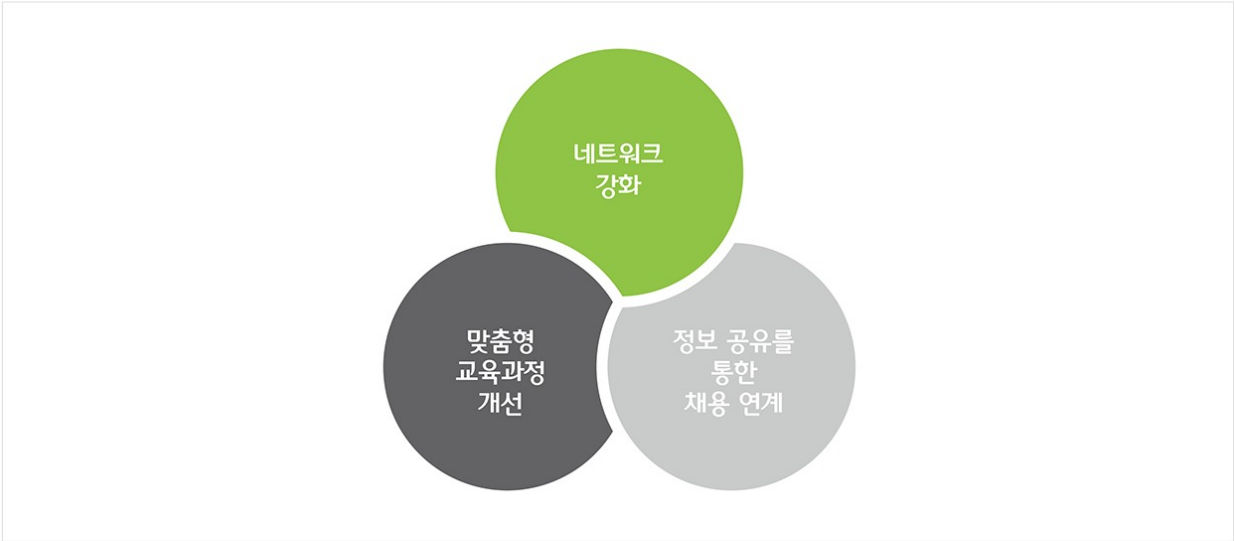 네트워크
강화
맞춤형
교육과정
개선
정보 공유를
통한
채용 연계